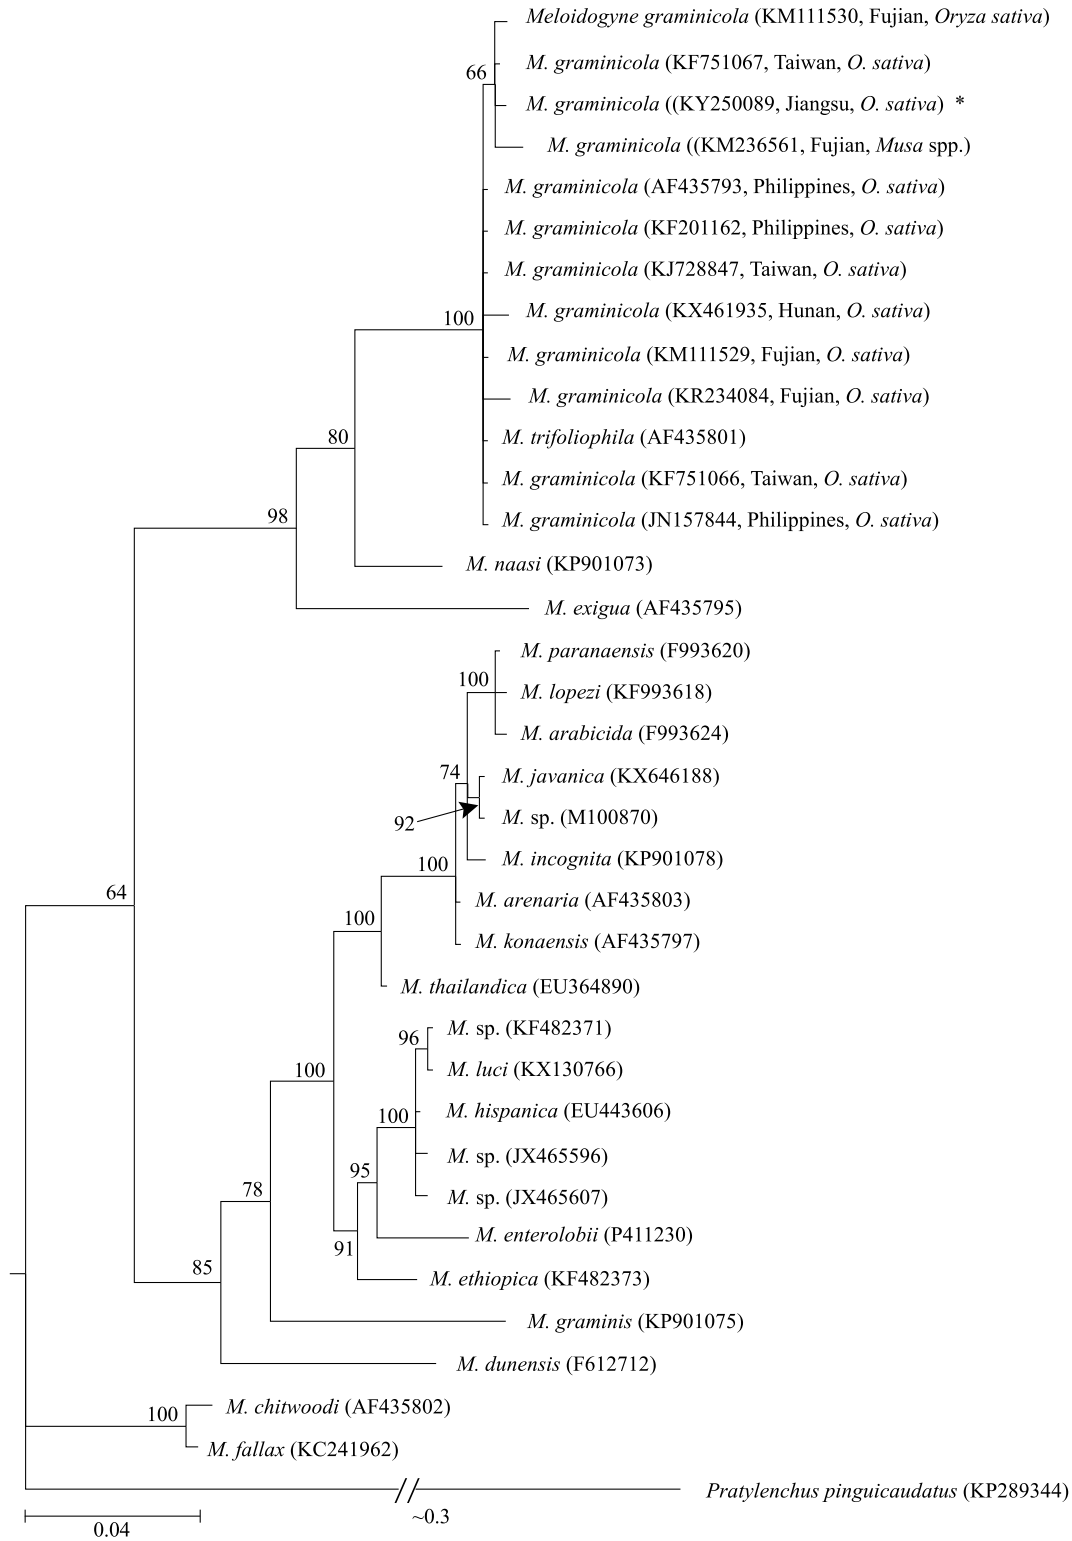 Meloidogyne graminicola (KM111530, Fujian, Oryza sativa)
M. graminicola (KF751067, Taiwan, O. sativa)
66
M. graminicola ((KY250089, Jiangsu, O. sativa) *
M. graminicola ((KM236561, Fujian, Musa spp.)
M. graminicola (AF435793, Philippines, O. sativa)
M. graminicola (KF201162, Philippines, O. sativa)
M. graminicola (KJ728847, Taiwan, O. sativa)
M. graminicola (KX461935, Hunan, O. sativa)
100
M. graminicola (KM111529, Fujian, O. sativa)
M. graminicola (KR234084, Fujian, O. sativa)
80
M. trifoliophila (AF435801)
M. graminicola (KF751066, Taiwan, O. sativa)
98
M. graminicola (JN157844, Philippines, O. sativa)
M. naasi (KP901073)
M. exigua (AF435795)
M. paranaensis (F993620)
100
M. lopezi (KF993618)
M. arabicida (F993624)
74
M. javanica (KX646188)
92
M. sp. (M100870)
M. incognita (KP901078)
100
64
M. arenaria (AF435803)
100
M. konaensis (AF435797)
M. thailandica (EU364890)
M. sp. (KF482371)
96
M. luci (KX130766)
100
M. hispanica (EU443606)
100
M. sp. (JX465596)
95
78
M. sp. (JX465607)
M. enterolobii (P411230)
91
85
M. ethiopica (KF482373)
M. graminis (KP901075)
M. dunensis (F612712)
M. chitwoodi (AF435802)
100
M. fallax (KC241962)
Pratylenchus pinguicaudatus (KP289344)
~0.3
0.04